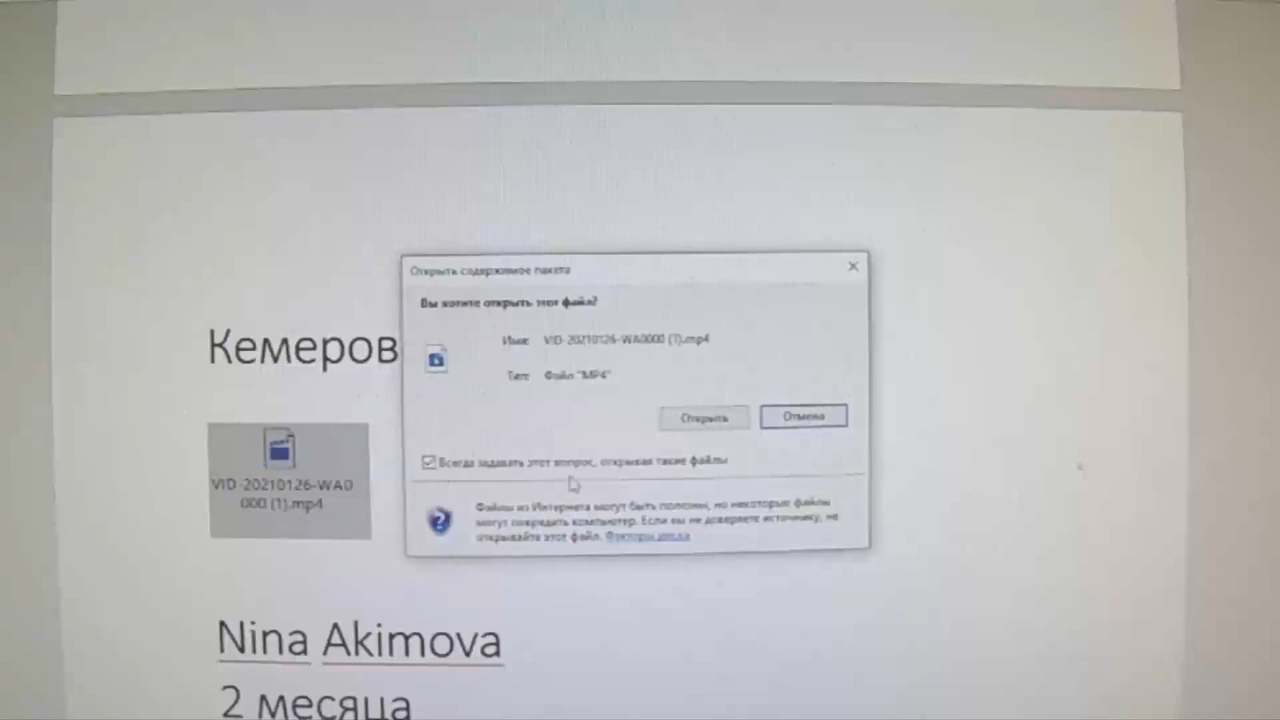 Открыть содержимое пакета
Вы хотите открыть этот файл?
Имя: VID-20210126-WA0000 (1).mp4
Тип: Файл "MP4"
Открыть Отмена
Всегда задавать этот вопрос, открывая такие файлы
Файлы из Интернета могут быть полезны, но некоторые файлы
могут повредить компьютер. Если вы не доверяете источнику, не
открывайте этот файл. Факторы риска
Кемеров
VID-20210126-WA0
000 (1).mp4
Nina Akimova
2 месяца